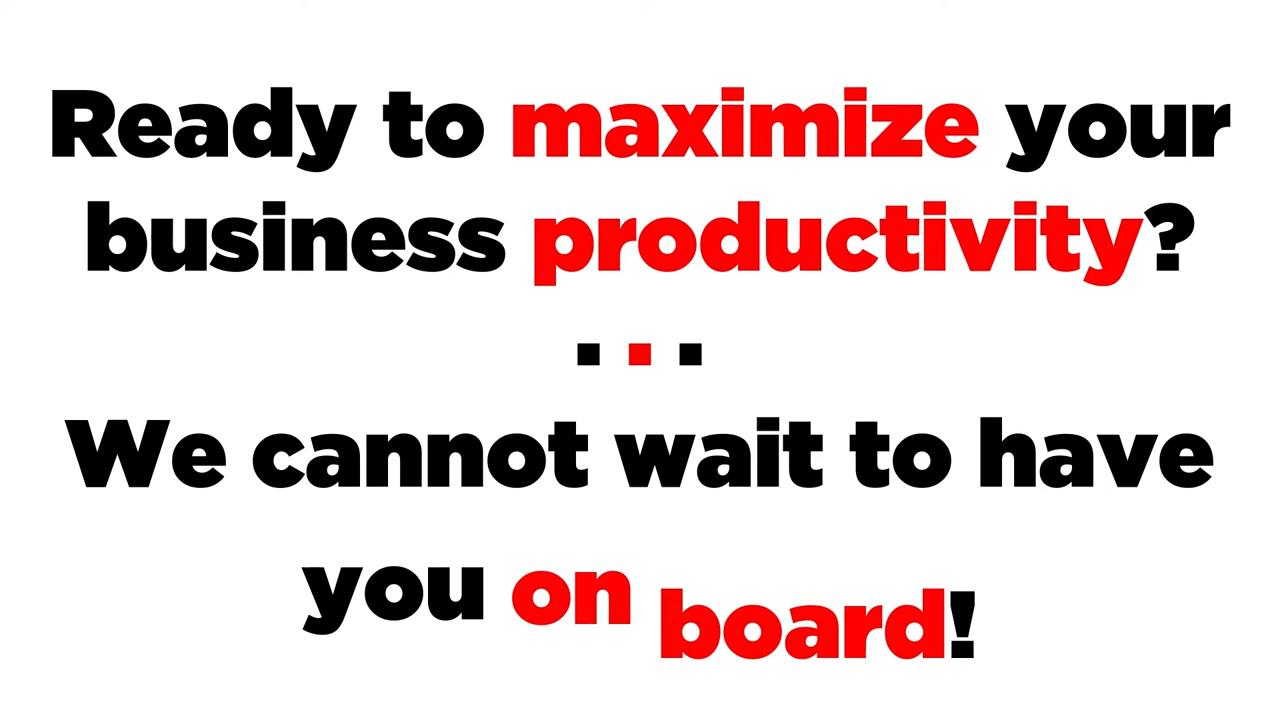 Ready to maximize your
business productivity?
...
We cannot wait to have
you on board!